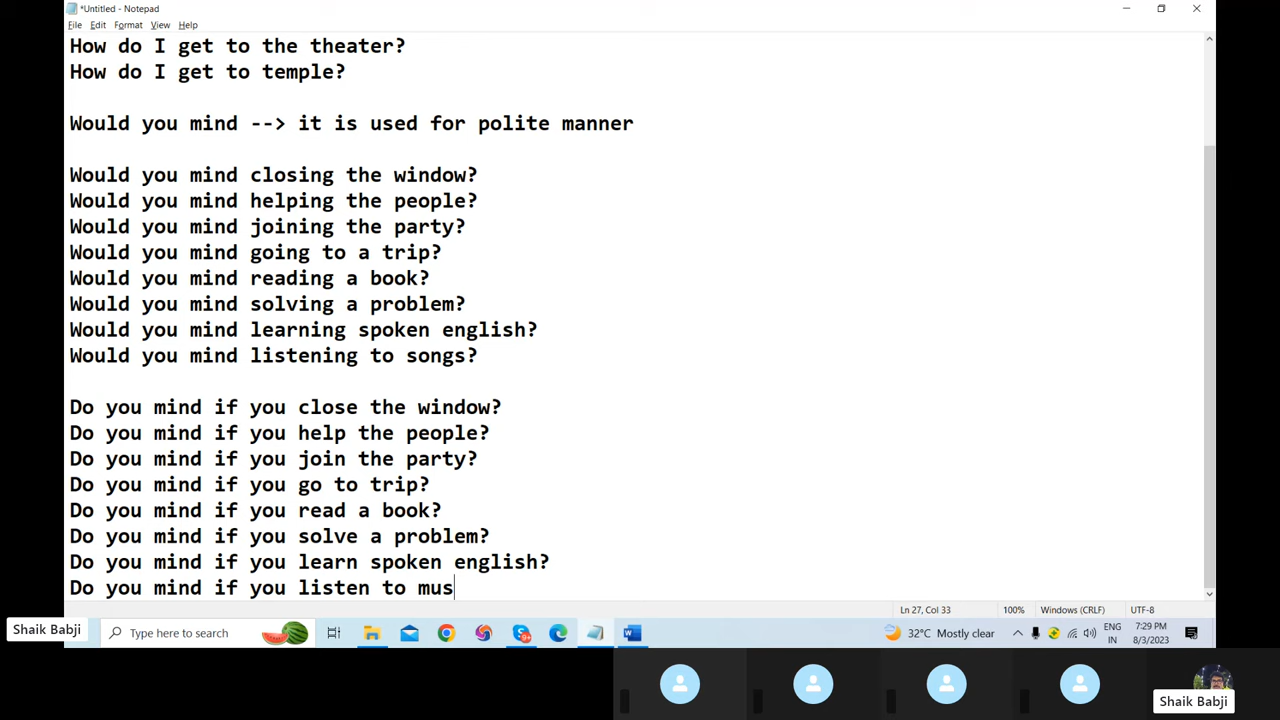 *Untitled - Notepad
File Edit Format View Help
How do I get to the theater?
How do I get to temple?
Would you mind --> it is used for polite manner
Would you mind closing the window?
Would you mind helping the people?
Would you mind joining the party?
Would you mind going to a trip?
Would you mind reading a book?
Would you mind solving a problem?
Would you mind learning spoken english?
Would you mind listening to songs?
Do you mind if you close the window?
Do you mind if you help the people?
Do you mind if you join the party?
Do you mind if you go to trip?
Do you mind if you read a book?
Do you mind if you solve a problem?
Do you mind if you learn spoken english?
Do you mind if you listen to mus
Ln 27, Col 33 100% Windows (CRLF) UTF-8
Shaik Babji
Type here to search
32°C Mostly clear
ENG
IN
7:29 PM
8/3/2023
Shaik Babji